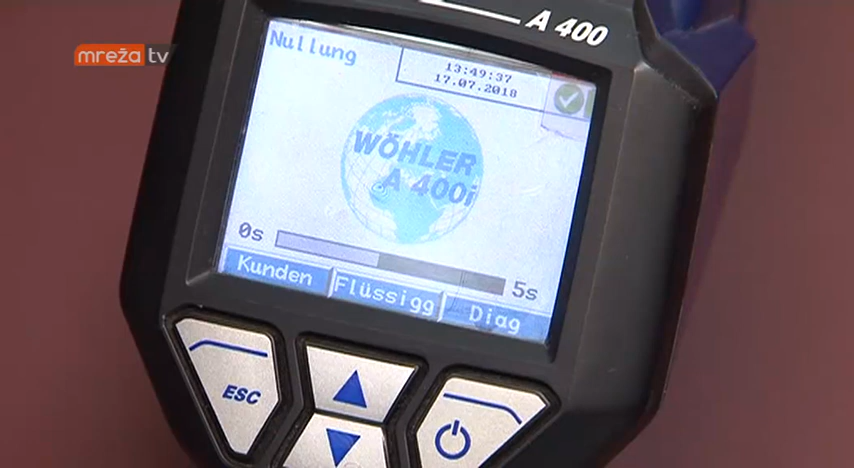 A 400
mreža tv
Nullung
13:49:37
17.07.2018
WÖHLER
A 400i
0s
5s
Kunden Flüssigg Diag
ESC